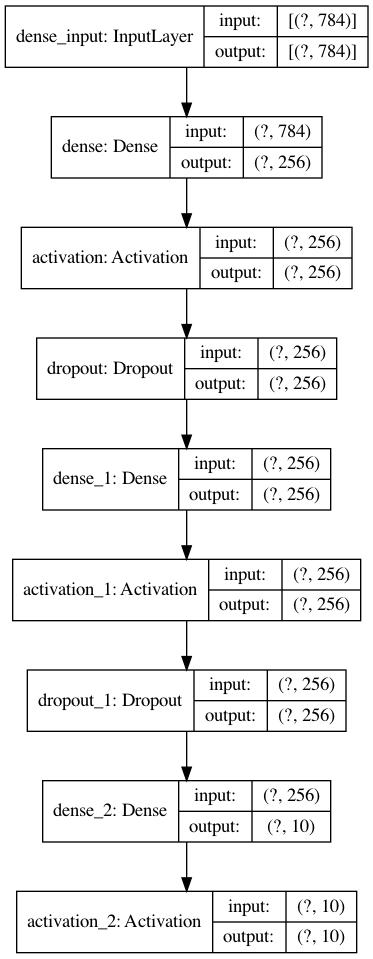 dense_input: InputLayer
input: [(?, 784)]
output: [(?, 784)]
dense: Dense
input: (?, 784)
output: (?, 256)
activation: Activation
input: (?, 256)
output: (?, 256)
dropout: Dropout
input: (?, 256)
output: (?, 256)
dense_1: Dense
input: (?, 256)
output: (?, 256)
activation_1: Activation
input: (?, 256)
output: (?, 256)
dropout_1: Dropout
input: (?, 256)
output: (?, 256)
dense_2: Dense
input: (?, 256)
output: (?, 10)
activation_2: Activation
input: (?, 10)
output: (?, 10)